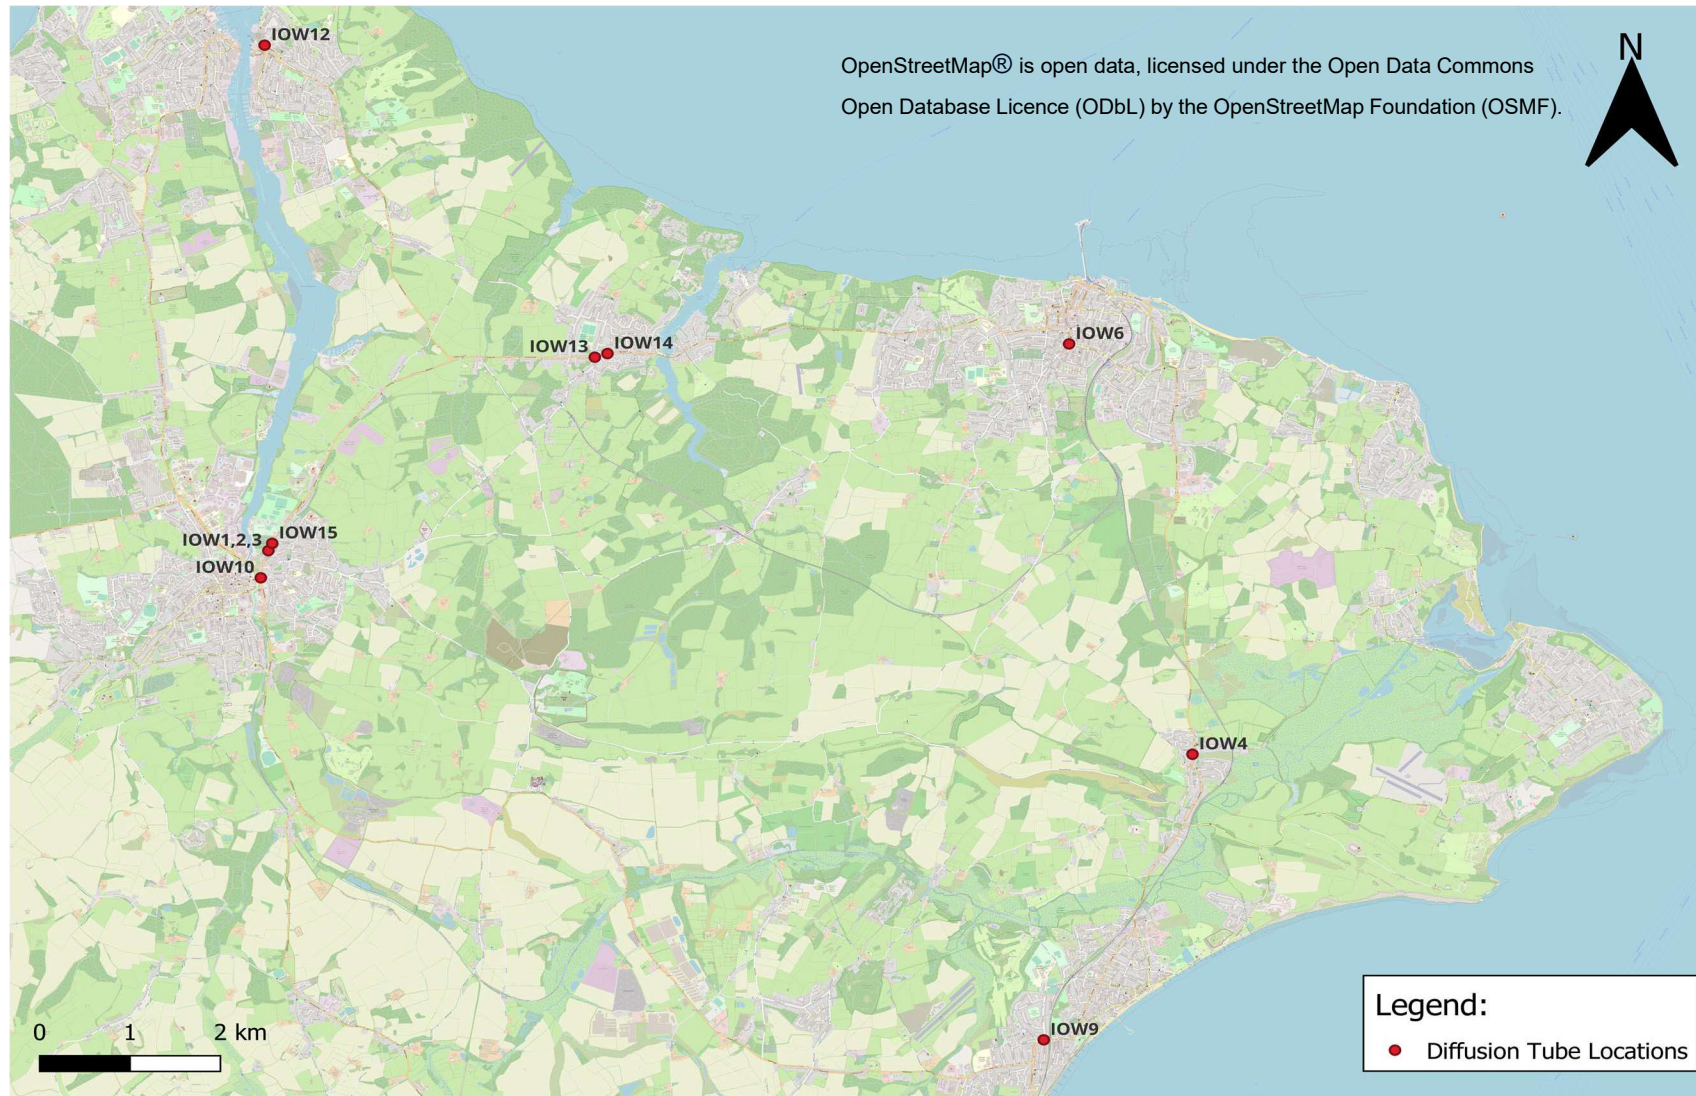 IOW12
OpenStreetMap® is open data, licensed under the Open Data Commons
Open Database Licence (ODbL) by the OpenStreetMap Foundation (OSMF).
N
IOW13
IOW14
IOW6
IOW1,2,3
IOW15
IOW10
IOW4
IOW9
0 1 2 km
Legend:
Diffusion Tube Locations